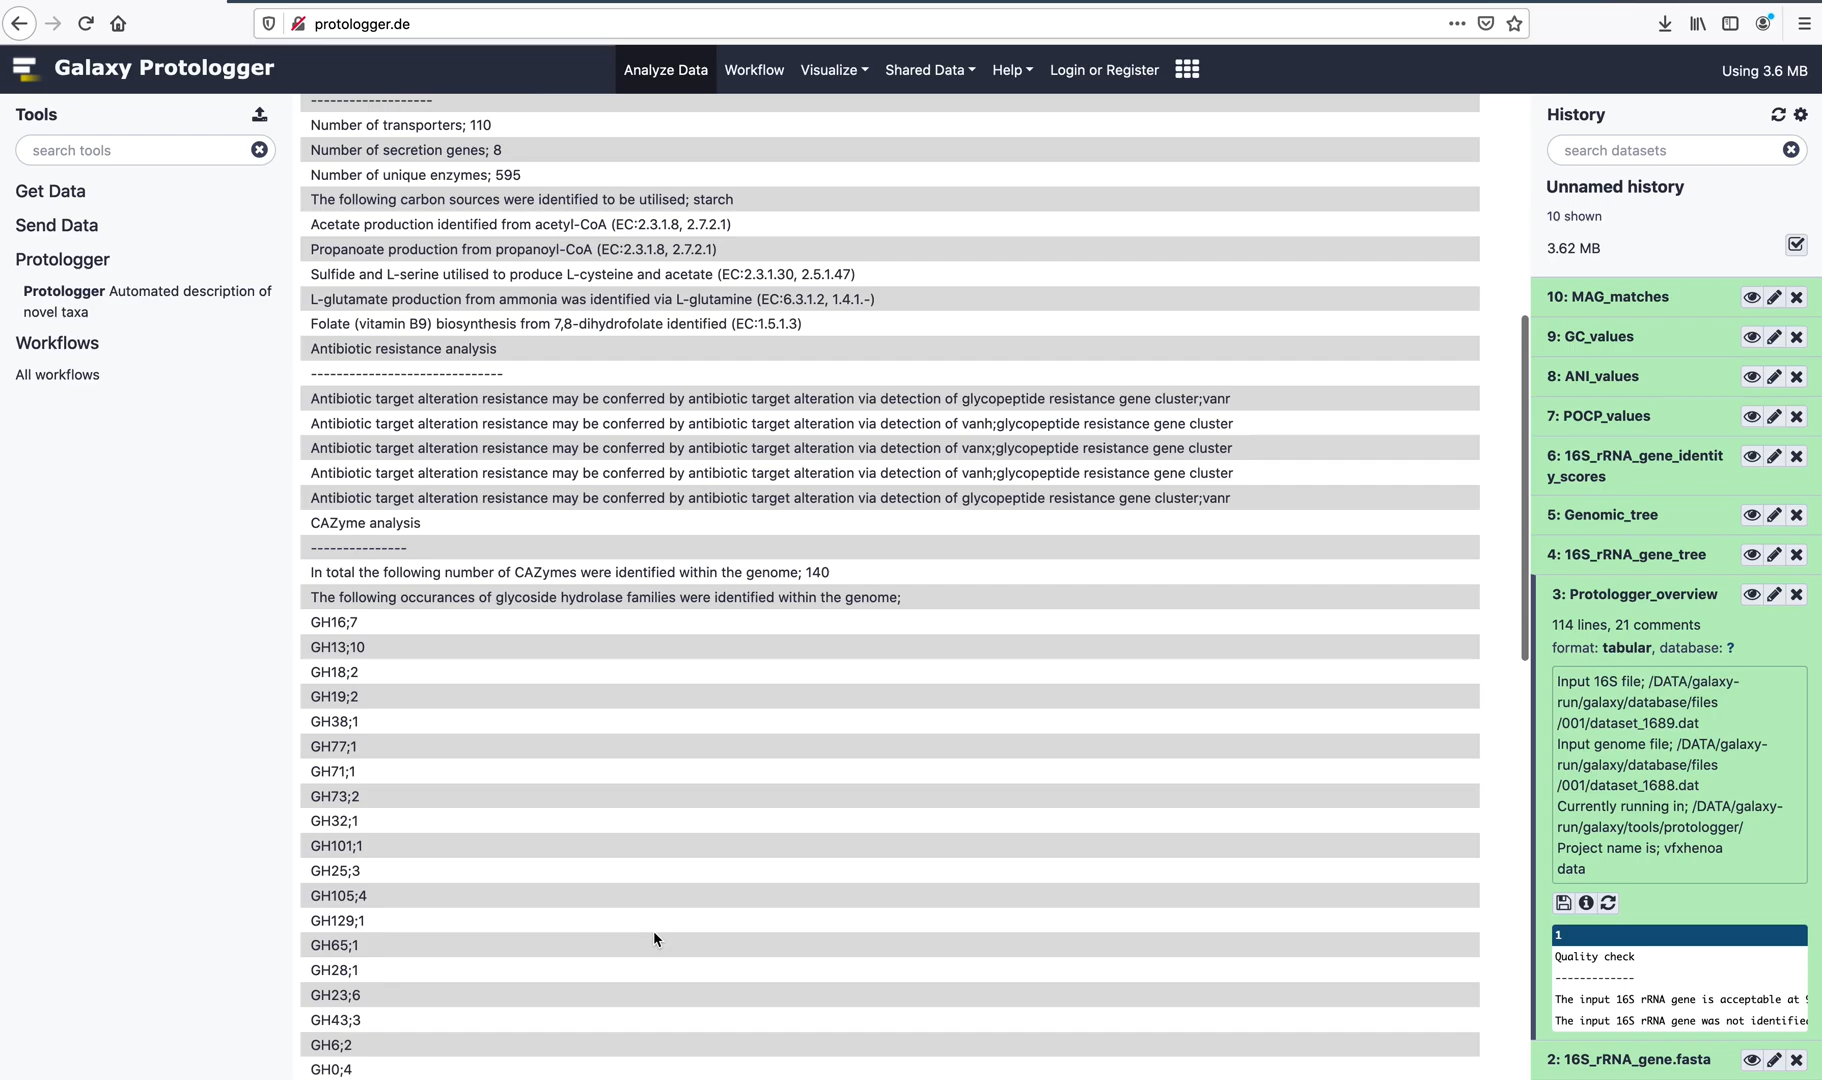 protologger.de
Galaxy Protologger
Analyze Data Workflow Visualize Shared Data Help Login or Register
Using 3.6 MB
Tools
search tools
Get Data
Send Data
Protologger
Protologger Automated description of
novel taxa
Workflows
All workflows
-------------------
Number of transporters; 110
Number of secretion genes; 8
Number of unique enzymes; 595
The following carbon sources were identified to be utilised; starch
Acetate production identified from acetyl-CoA (EC:2.3.1.8, 2.7.2.1)
Propanoate production from propanoyl-CoA (EC:2.3.1.8, 2.7.2.1)
Sulfide and L-serine utilised to produce L-cysteine and acetate (EC:2.3.1.30, 2.5.1.47)
L-glutamate production from ammonia was identified via L-glutamine (EC:6.3.1.2, 1.4.1.-)
Folate (vitamin B9) biosynthesis from 7,8-dihydrofolate identified (EC:1.5.1.3)
Antibiotic resistance analysis
------------------------------
Antibiotic target alteration resistance may be conferred by antibiotic target alteration via detection of glycopeptide resistance gene cluster;vanr
Antibiotic target alteration resistance may be conferred by antibiotic target alteration via detection of vanh;glycopeptide resistance gene cluster
Antibiotic target alteration resistance may be conferred by antibiotic target alteration via detection of vanx;glycopeptide resistance gene cluster
Antibiotic target alteration resistance may be conferred by antibiotic target alteration via detection of vanh;glycopeptide resistance gene cluster
Antibiotic target alteration resistance may be conferred by antibiotic target alteration via detection of glycopeptide resistance gene cluster;vanr
CAZyme analysis
---------------
In total the following number of CAZymes were identified within the genome; 140
The following occurances of glycoside hydrolase families were identified within the genome;
GH16;7
GH13;10
GH18;2
GH19;2
GH38;1
GH77;1
GH71;1
GH73;2
GH32;1
GH101;1
GH25;3
GH105;4
GH129;1
GH65;1
GH28;1
GH23;6
GH43;3
GH6;2
GH0;4
History
search datasets
Unnamed history
10 shown
3.62 MB
10: MAG_matches
9: GC_values
8: ANI_values
7: POCP_values
6: 16S_rRNA_gene_identit
y_scores
5: Genomic_tree
4: 16S_rRNA_gene_tree
3: Protologger_overview
114 lines, 21 comments
format: tabular, database: ?
Input 16S file; /DATA/galaxy-
run/galaxy/database/files
/001/dataset_1689.dat
Input genome file; /DATA/galaxy-
run/galaxy/database/files
/001/dataset_1688.dat
Currently running in; /DATA/galaxy-
run/galaxy/tools/protologger/
Project name is; vfxhenoa
data
1
Quality check
-------------
The input 16S rRNA gene is acceptable at
The input 16S rRNA gene was not identifie
2: 16S_rRNA_gene.fasta